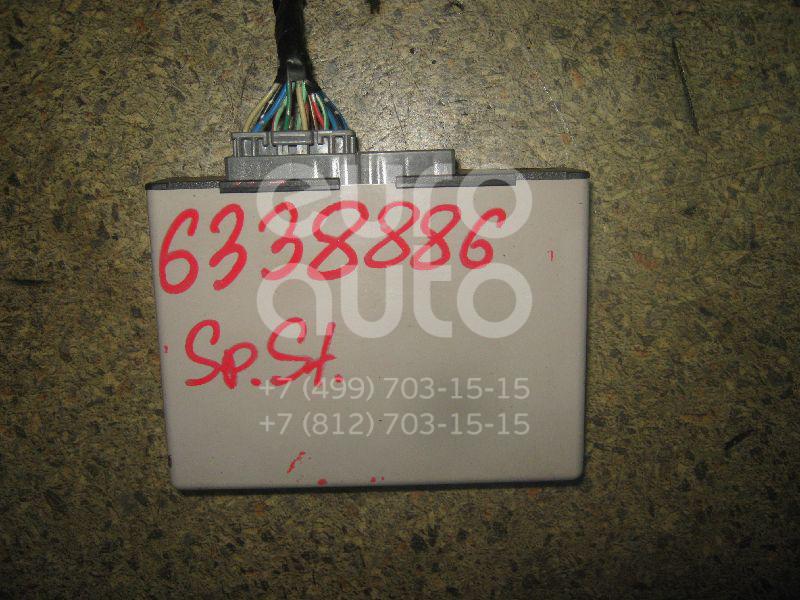 6338886
euro
auto
Sp.St.
+7 (499) 703-15-15
+7 (812) 703-15-15